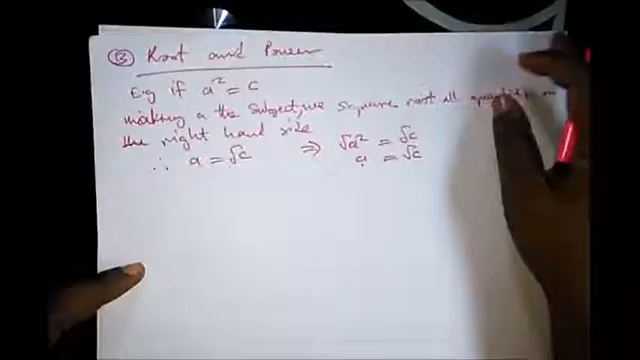 (B) Root and Power
E.g if a² = c
making a the subject, we square root all quantities on
the right hand side
∴ a = √c ⇒ √a² = √c
a = √c